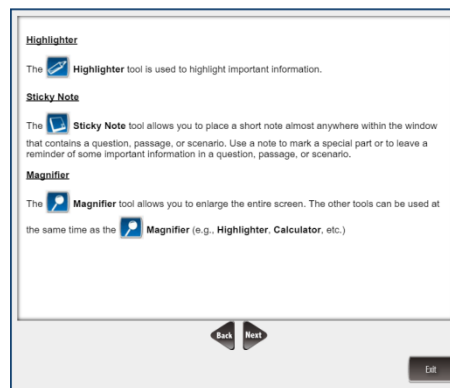 Highlighter
The Highlighter tool is used to highlight important information.
Sticky Note
The Sticky Note tool allows you to place a short note almost anywhere within the window
that contains a question, passage, or scenario. Use a note to mark a special part or to leave a
reminder of some important information in a question, passage, or scenario.
Magnifier
The Magnifier tool allows you to enlarge the entire screen. The other tools can be used at
the same time as the Magnifier (e.g., Highlighter, Calculator, etc.)
Back Next
Exit